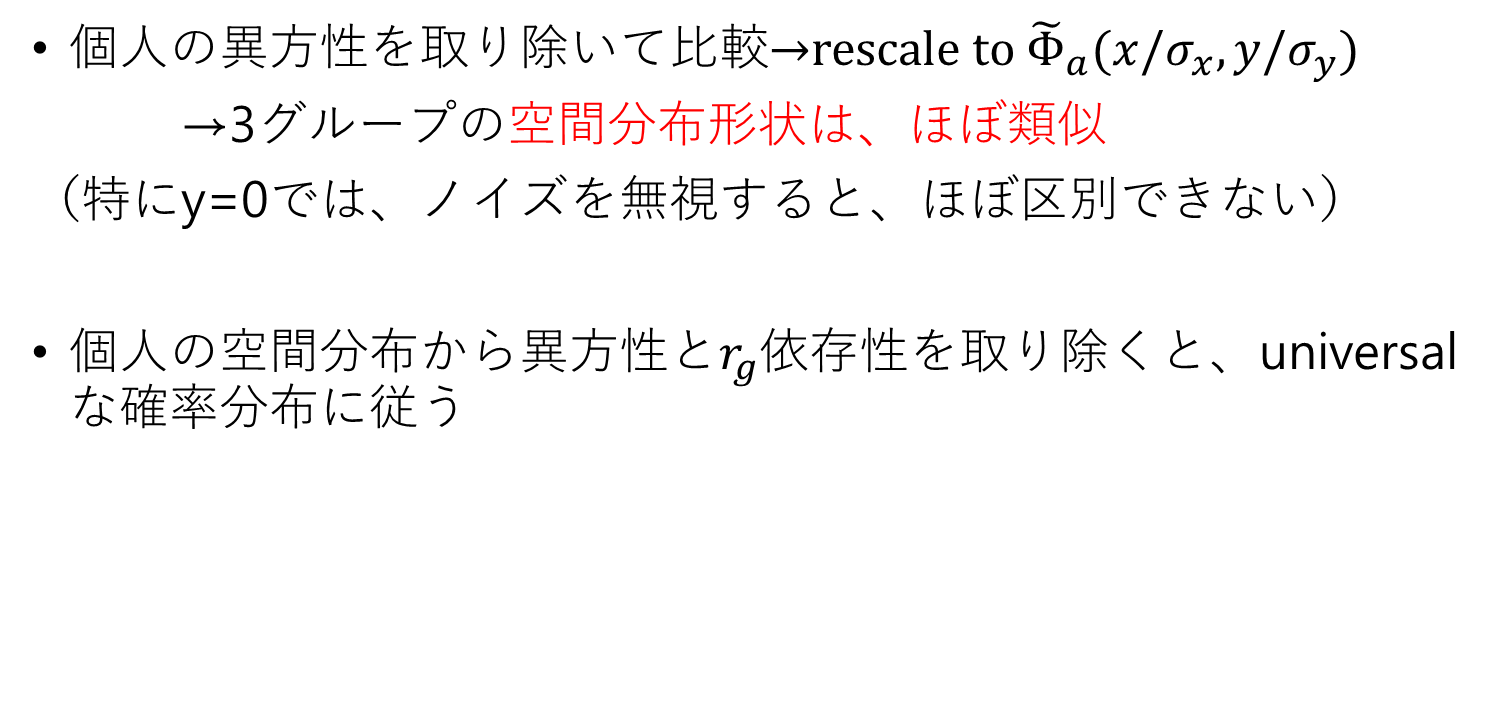 • 個人の異方性を取り除いて比較→rescale to Φ̃ₐ(x/σₓ, y/σᵧ)
→3グループの空間分布形状は、ほぼ類似
（特にy=0では、ノイズを無視すると、ほぼ区別できない）
• 個人の空間分布から異方性とr_g依存性を取り除くと、universal
な確率分布に従う